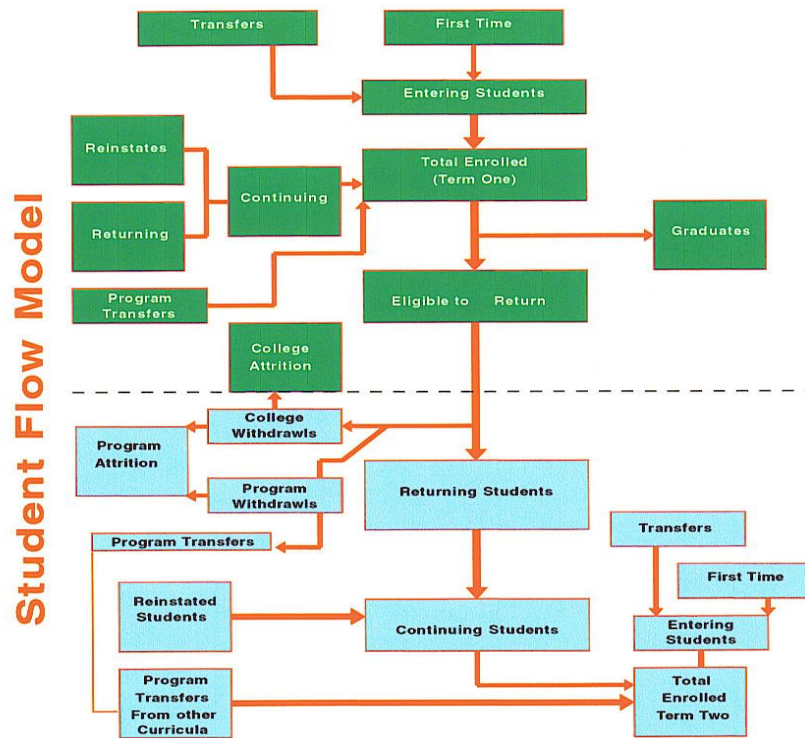 Student Flow Model
Transfers
First Time
Entering Students
Reinstates
Total Enrolled
(Term One)
Continuing
Returning
Graduates
Program
Transfers
Eligible to Return
College
Attrition
College
Withdrawls
Program
Attrition
Program
Withdrawls
Returning Students
Program Transfers
Transfers
First Time
Reinstated
Students
Continuing Students
Entering
Students
Program
Transfers
From other
Curricula
Total
Enrolled
Term Two